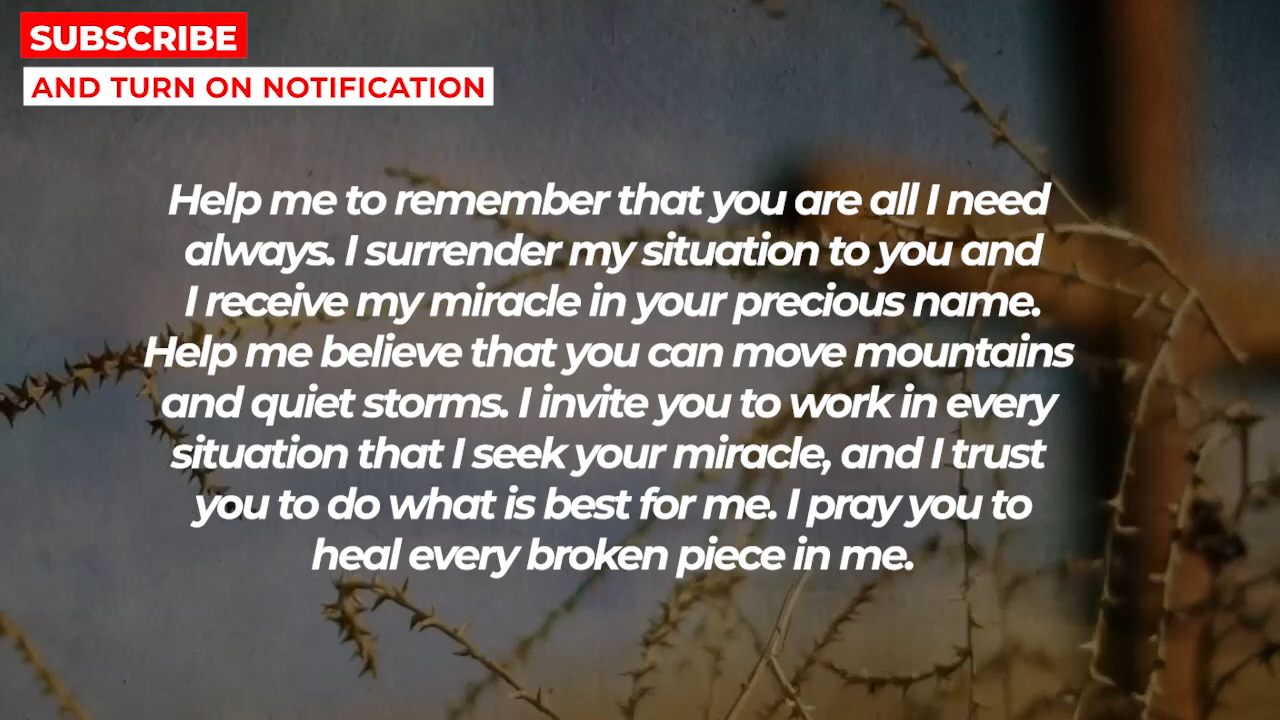 SUBSCRIBE
AND TURN ON NOTIFICATION
Help me to remember that you are all I need
always. I surrender my situation to you and
I receive my miracle in your precious name.
Help me believe that you can move mountains
and quiet storms. I invite you to work in every
situation that I seek your miracle, and I trust
you to do what is best for me. I pray you to
heal every broken piece in me.